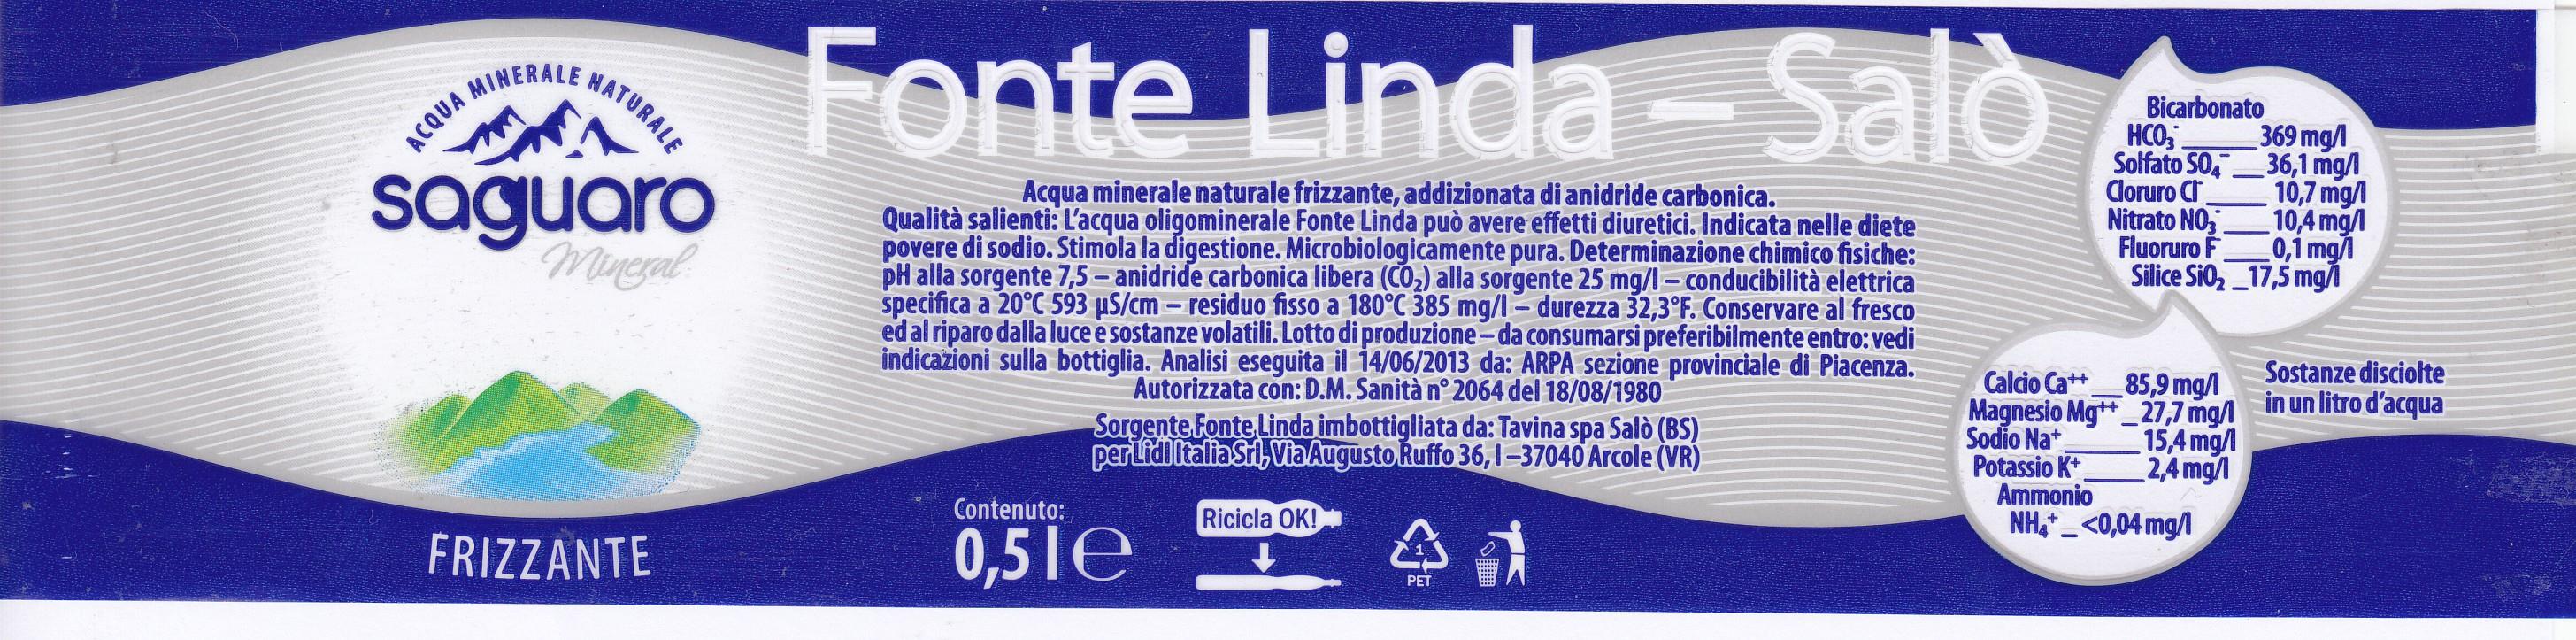 ACQUA MINERALE NATURALE
saguaro
Mineral
FRIZZANTE
Fonte Linda – Salò
Acqua minerale naturale frizzante, addizionata di anidride carbonica.
Qualità salienti: L'acqua oligominerale Fonte Linda può avere effetti diuretici. Indicata nelle diete
povere di sodio. Stimola la digestione. Microbiologicamente pura. Determinazione chimico fisiche:
pH alla sorgente 7,5 – anidride carbonica libera (CO₂) alla sorgente 25 mg/l – conducibilità elettrica
specifica a 20°C 593 µS/cm – residuo fisso a 180°C 385 mg/l – durezza 32,3°F. Conservare al fresco
ed al riparo dalla luce e sostanze volatili. Lotto di produzione – da consumarsi preferibilmente entro: vedi
indicazioni sulla bottiglia. Analisi eseguita il 14/06/2013 da: ARPA sezione provinciale di Piacenza.
Autorizzata con: D.M. Sanità n° 2064 del 18/08/1980
Sorgente Fonte Linda imbottigliata da: Tavina spa Salò (BS)
per Lidl Italia Srl, Via Augusto Ruffo 36, I –37040 Arcole (VR)
Contenuto:
0,5 l e
Ricicla OK!
1
PET
Bicarbonato
HCO₃⁻ ____ 369 mg/l
Solfato SO₄⁻⁻ __ 36,1 mg/l
Cloruro Cl⁻ ____ 10,7 mg/l
Nitrato NO₃⁻ ___ 10,4 mg/l
Fluoruro F⁻ ___ 0,1 mg/l
Silice SiO₂ _17,5 mg/l
Calcio Ca⁺⁺ __ 85,9 mg/l
Magnesio Mg⁺⁺ _ 27,7 mg/l
Sodio Na⁺ _____ 15,4 mg/l
Potassio K⁺ ____ 2,4 mg/l
Ammonio
NH₄⁺ _ <0,04 mg/l
Sostanze disciolte
in un litro d'acqua